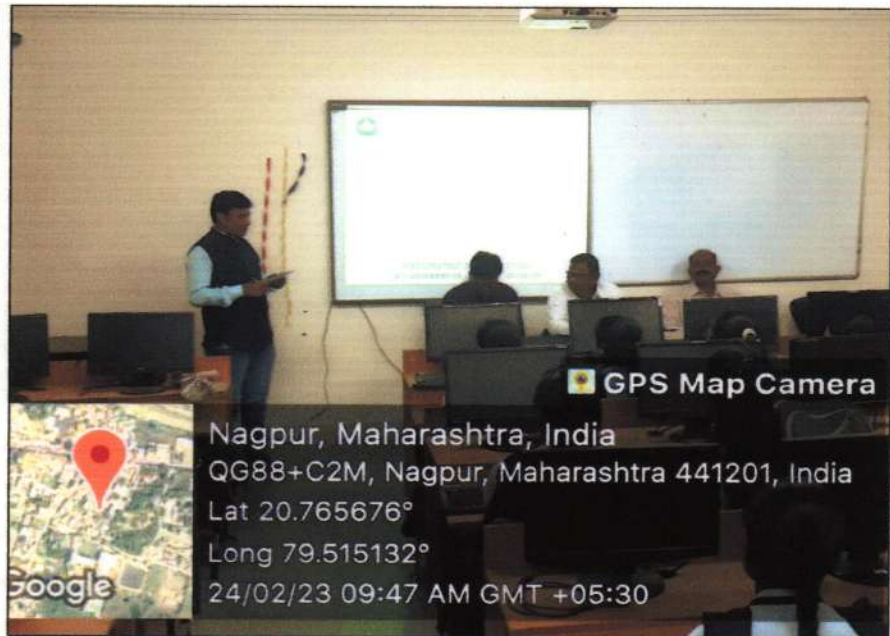 GPS Map Camera
Nagpur, Maharashtra, India
QG88+C2M, Nagpur, Maharashtra 441201, India
Lat 20.765676°
Long 79.515132°
Google
24/02/23 09:47 AM GMT +05:30